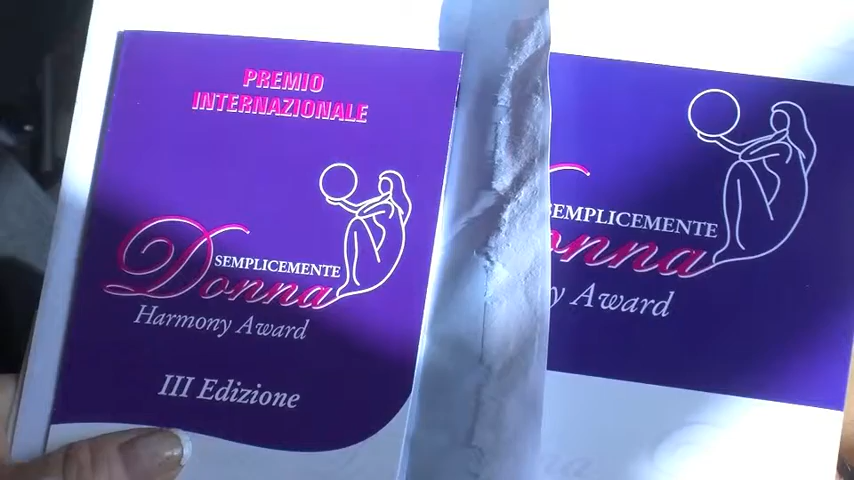 PREMIO
INTERNAZIONALE
SEMPLICEMENTE
Donna
Harmony Award
III Edizione
SEMPLICEMENTE
onna
y Award